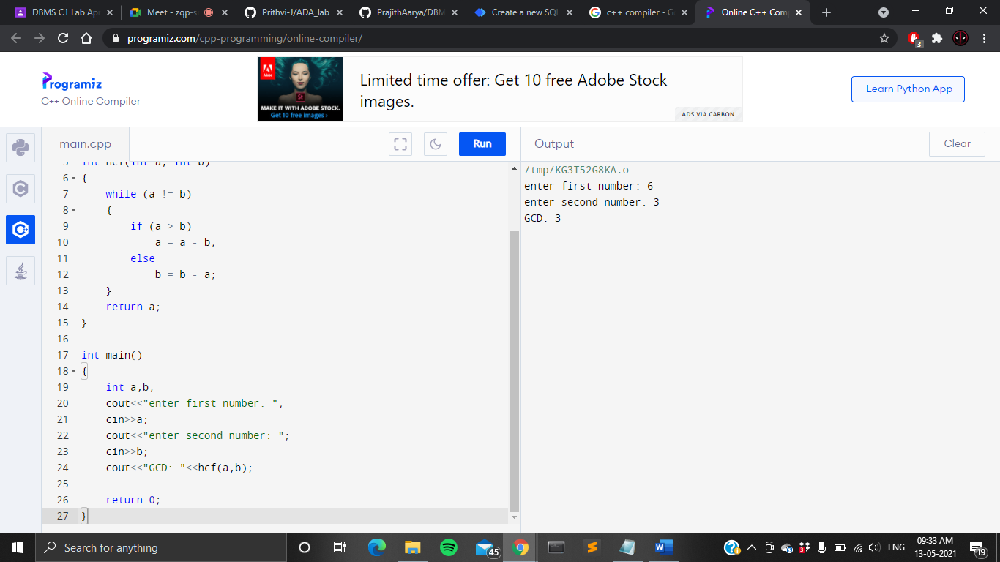 DBMS C1 Lab Ap
Meet - zqp-s
Prithvi-J/ADA_lab
PrajithAarya/DBM
Create a new SQL
c++ compiler - G
Online C++ Com
programiz.com/cpp-programming/online-compiler/
3
Programiz
C++ Online Compiler
Adobe
St
MAKE IT WITH ADOBE STOCK.
Get 10 free images ›
Limited time offer: Get 10 free Adobe Stock
images.
ADS VIA CARBON
Learn Python App
main.cpp
Run
Output
Clear
5 int hcf(int a, int b)
6 {
7 while (a != b)
8 {
9 if (a > b)
10 a = a - b;
11 else
12 b = b - a;
13 }
14 return a;
15 }
16
17 int main()
18 {
19 int a,b;
20 cout<<"enter first number: ";
21 cin>>a;
22 cout<<"enter second number: ";
23 cin>>b;
24 cout<<"GCD: "<<hcf(a,b);
25
26 return 0;
27 }
/tmp/KG3T52G8KA.o
enter first number: 6
enter second number: 3
GCD: 3
Search for anything
45
3
ENG
09:33 AM
13-05-2021
19